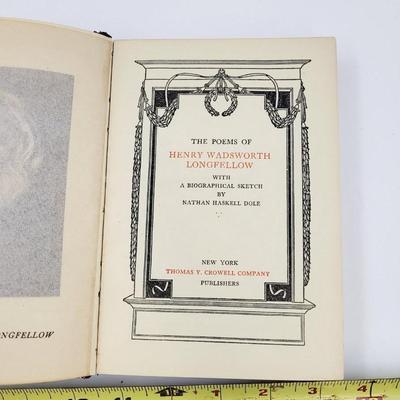 THE POEMS OF
HENRY WADSWORTH
LONGFELLOW
WITH
A BIOGRAPHICAL SKETCH
BY
NATHAN HASKELL DOLE
NEW YORK
THOMAS Y. CROWELL COMPANY
PUBLISHERS
ONGFELLOW
1 2 3 4